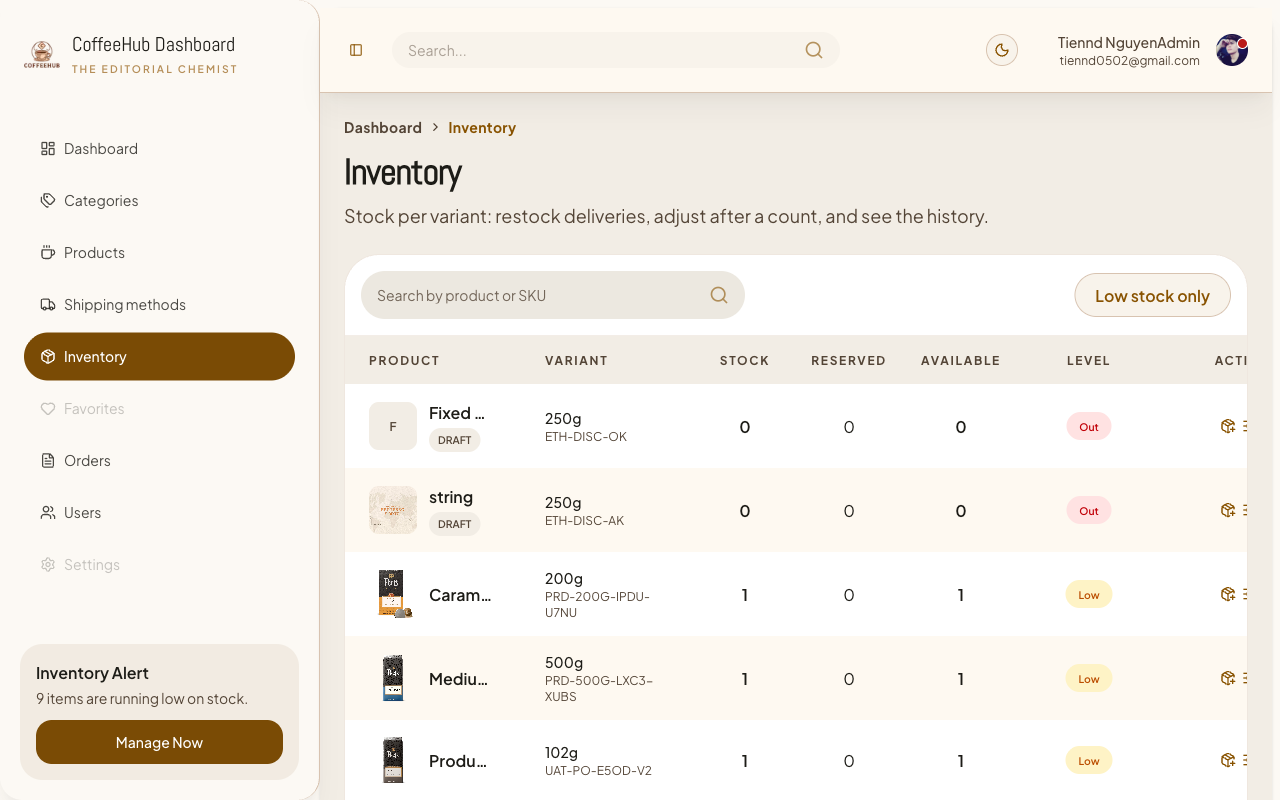 COFFEEHUB
CoffeeHub Dashboard
THE EDITORIAL CHEMIST
Dashboard
Categories
Products
Shipping methods
Inventory
Favorites
Orders
Users
Settings
Inventory Alert
9 items are running low on stock.
Manage Now
Search...
Tiennd NguyenAdmin
tiennd0502@gmail.com
Dashboard > Inventory
Inventory
Stock per variant: restock deliveries, adjust after a count, and see the history.
Search by product or SKU
Low stock only
PRODUCT VARIANT STOCK RESERVED AVAILABLE LEVEL ACTI
F Fixed ... 250g 0 0 0 Out
DRAFT ETH-DISC-OK
string 250g 0 0 0 Out
DRAFT ETH-DISC-AK
Caram... 200g 1 0 1 Low
PRD-200G-IPDU-
U7NU
Mediu... 500g 1 0 1 Low
PRD-500G-LXC3-
XUBS
Produ... 102g 1 0 1 Low
UAT-PO-E5OD-V2